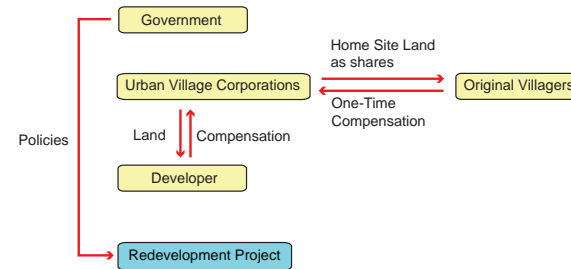 Government
Home Site Land
as shares
Urban Village Corporations
Original Villagers
One-Time
Compensation
Policies
Land
Compensation
Developer
Redevelopment Project